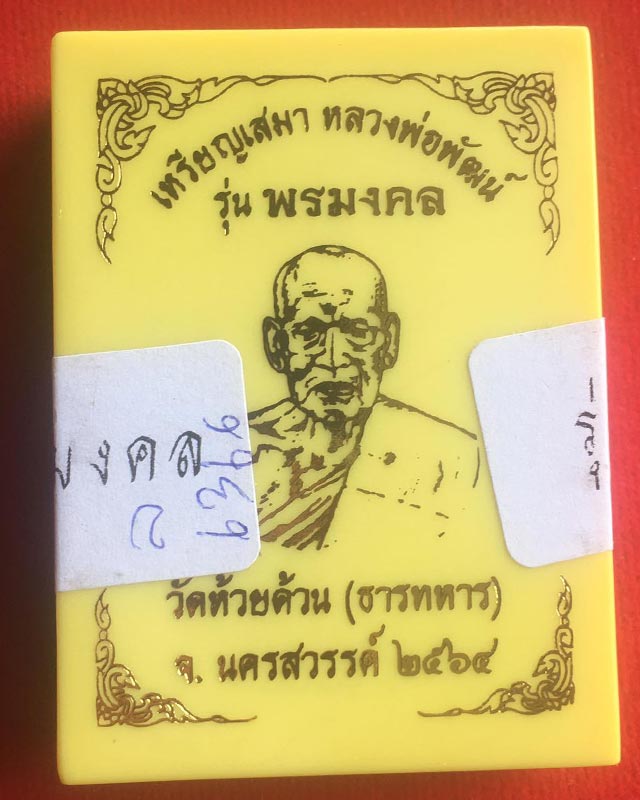 เหรียญเสมา หลวงพ่อพัฒน์
รุ่น พรมงคล
งคล
วัดห้วยด้วน (ธารทหาร)
จ. นครสวรรค์ ๒๕๖๔